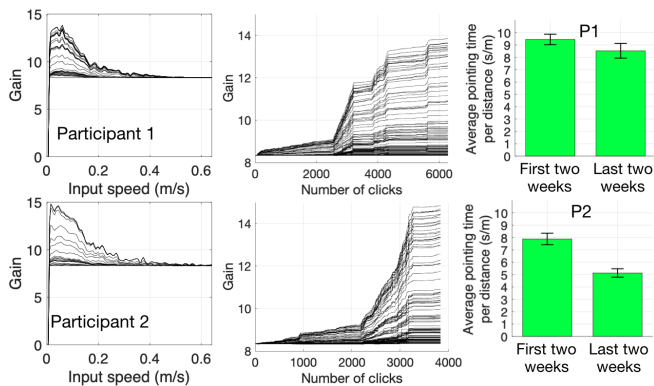 15
10
5
0
Gain
Participant 1
0 0.2 0.4 0.6
Input speed (m/s)
14
12
10
8
Gain
0 2000 4000 6000
Number of clicks
P1
Average pointing time
per distance (s/m)
10
9
8
7
6
5
4
3
2
1
0
First two
weeks
Last two
weeks
15
10
5
0
Gain
Participant 2
0 0.2 0.4 0.6
Input speed (m/s)
14
12
10
8
Gain
0 1000 2000 3000 4000
Number of clicks
P2
Average pointing time
per distance (s/m)
10
9
8
7
6
5
4
3
2
1
0
First two
weeks
Last two
weeks